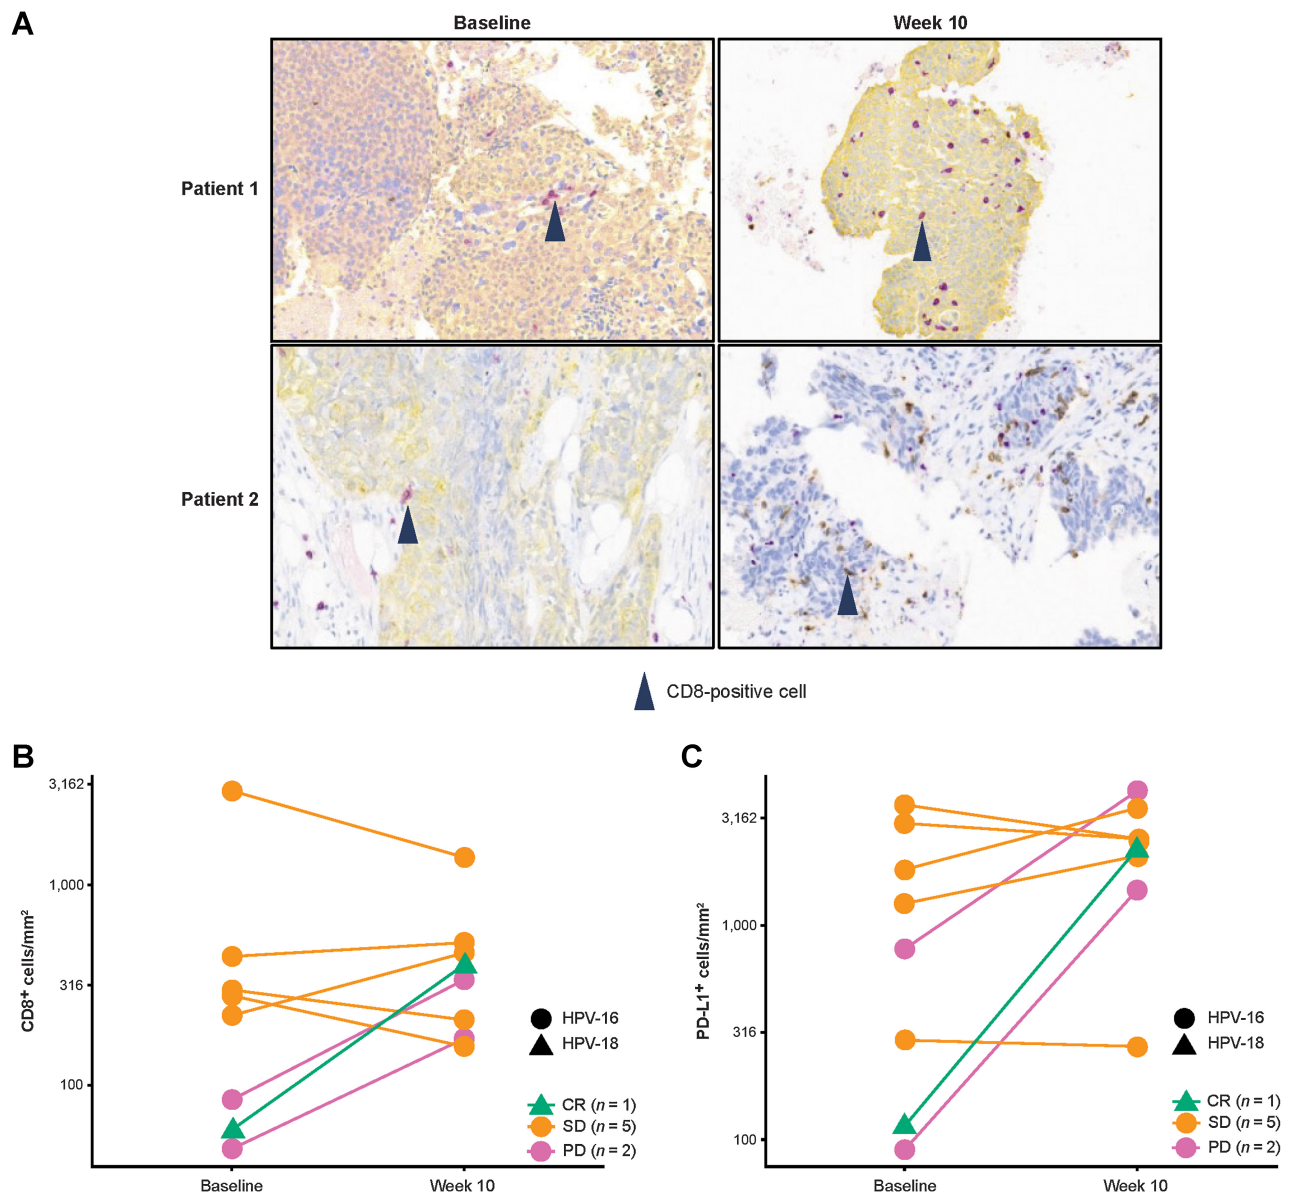 A
Baseline
Week 10
Patient 1
Patient 2
CD8-positive cell
B
3,162
1,000
316
100
CD8+ cells/mm²
HPV-16
HPV-18
CR (n = 1)
SD (n = 5)
PD (n = 2)
Baseline
Week 10
C
3,162
1,000
316
100
PD-L1+ cells/mm²
HPV-16
HPV-18
CR (n = 1)
SD (n = 5)
PD (n = 2)
Baseline
Week 10